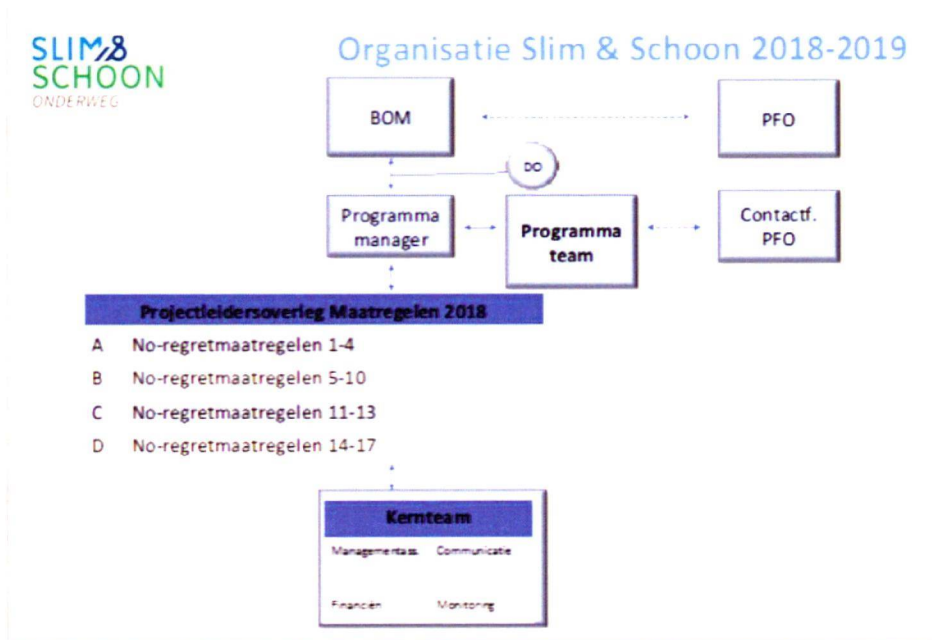 SLIM & SCHOON
ONDERWEG
Organisatie Slim & Schoon 2018-2019
BOM
PFO
DO
Programma
manager
Programma
team
Contactf.
PFO
Projectleidersoverleg Maatregelen 2018
A No-regretmaatregelen 1-4
B No-regretmaatregelen 5-10
C No-regretmaatregelen 11-13
D No-regretmaatregelen 14-17
Kernteam
Managementass. Communicatie
Financiën Monitoring